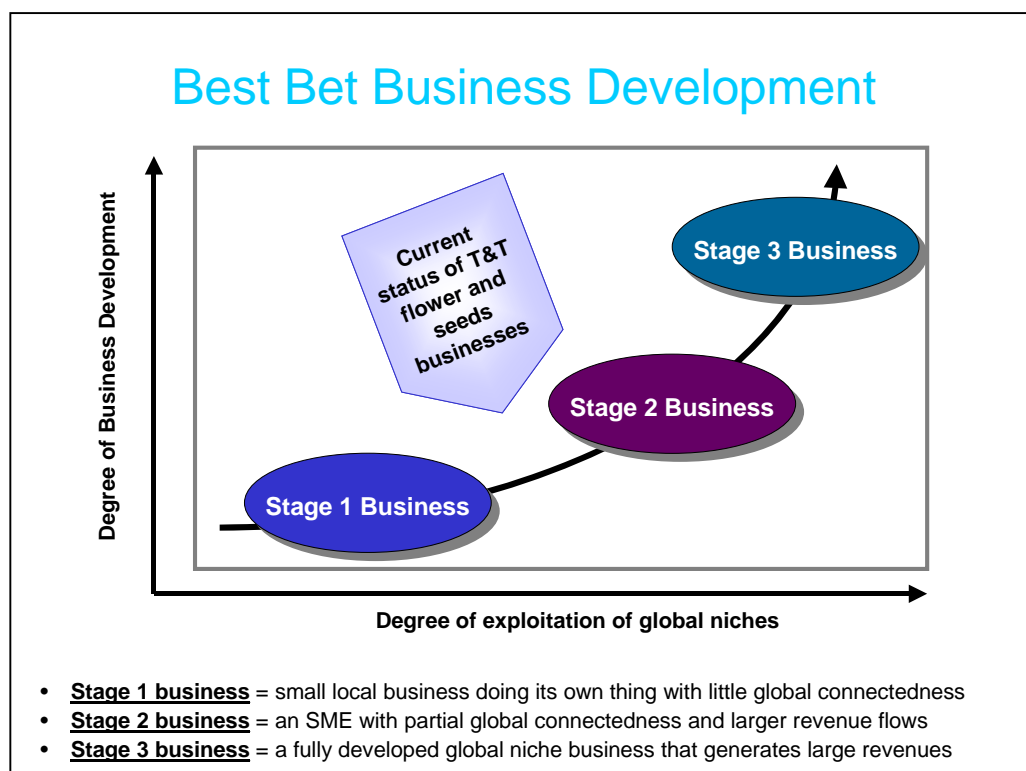 Best Bet Business Development
Degree of Business Development
Current
status of T&T
flower and
seeds
businesses
Stage 3 Business
Stage 2 Business
Stage 1 Business
Degree of exploitation of global niches
• Stage 1 business = small local business doing its own thing with little global connectedness
• Stage 2 business = an SME with partial global connectedness and larger revenue flows
• Stage 3 business = a fully developed global niche business that generates large revenues